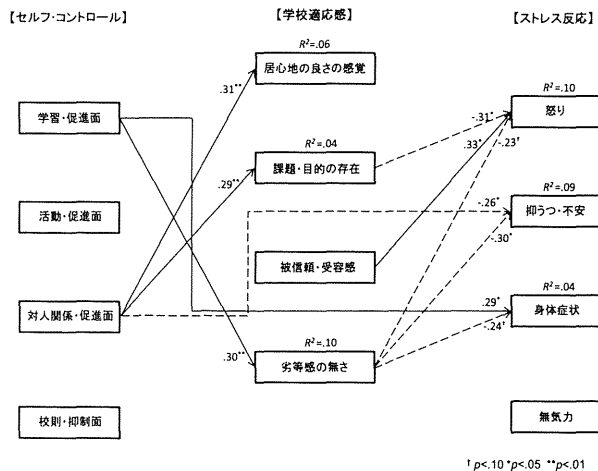 【セルフ・コントロール】
【学校適応感】
【ストレス反応】
R²=.06
居心地の良さの感覚
.31**
R²=.10
学習・促進面
怒り
-.31*
R²=.04
.33*
-.23†
課題・目的の存在
.29**
R²=.09
活動・促進面
-.26*
抑うつ・不安
-.30*
被信頼・受容感
R²=.04
対人関係・促進面
.29*
身体症状
-.24†
R²=.10
.30**
劣等感の無さ
校則・抑制面
無気力
† p<.10 *p<.05 **p<.01